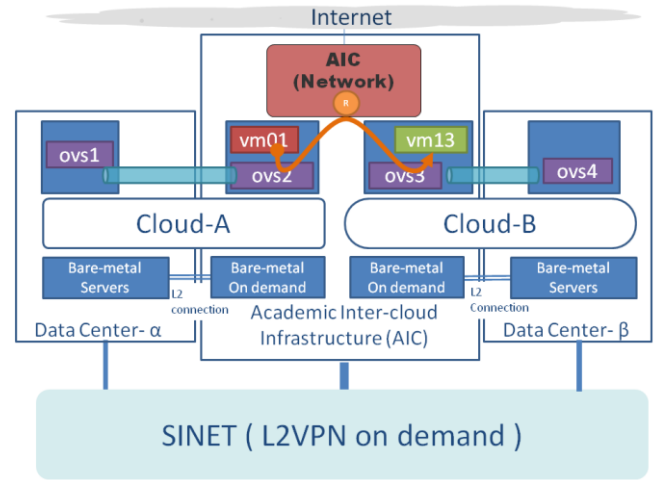 Internet
AIC
(Network)
R
ovs1
vm01
ovs2
vm13
ovs3
ovs4
Cloud-A
Cloud-B
Bare-metal
Servers
Bare-metal
On demand
Bare-metal
On demand
Bare-metal
Servers
L2
connection
L2
Connection
Data Center- α
Academic Inter-cloud
Infrastructure (AIC)
Data Center- β
SINET ( L2VPN on demand )